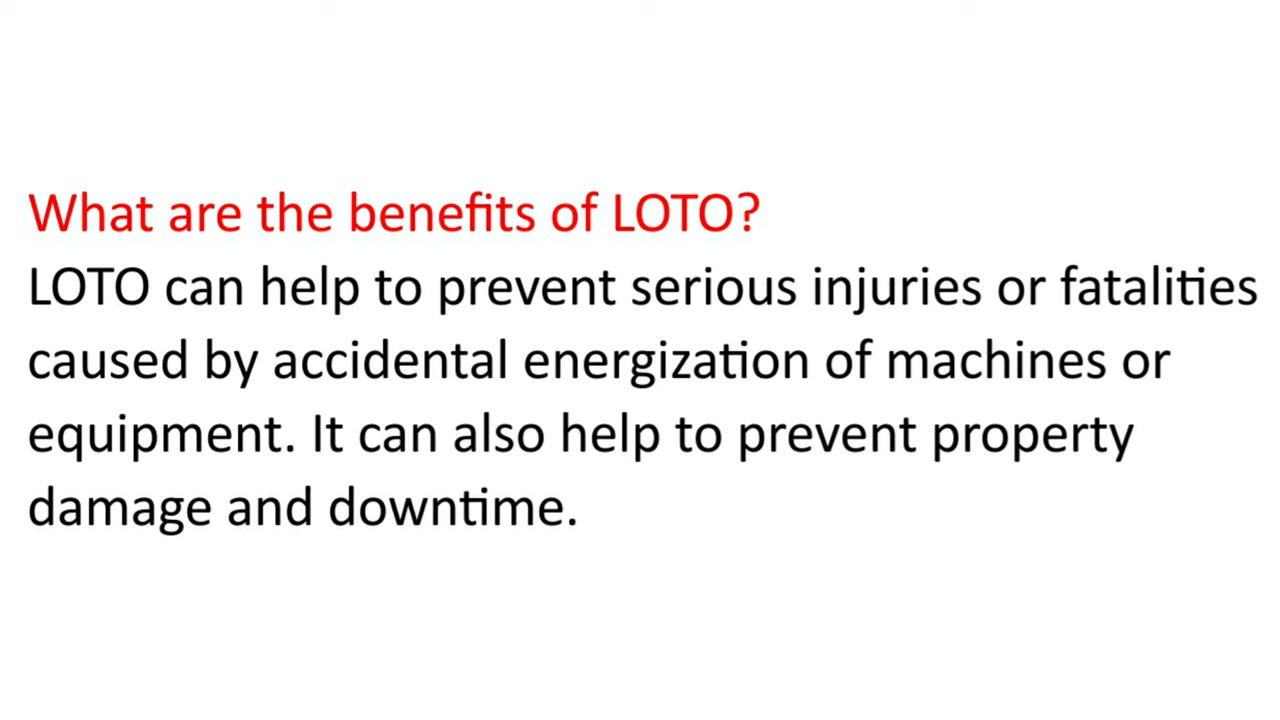 What are the benefits of LOTO?
LOTO can help to prevent serious injuries or fatalities
caused by accidental energization of machines or
equipment. It can also help to prevent property
damage and downtime.